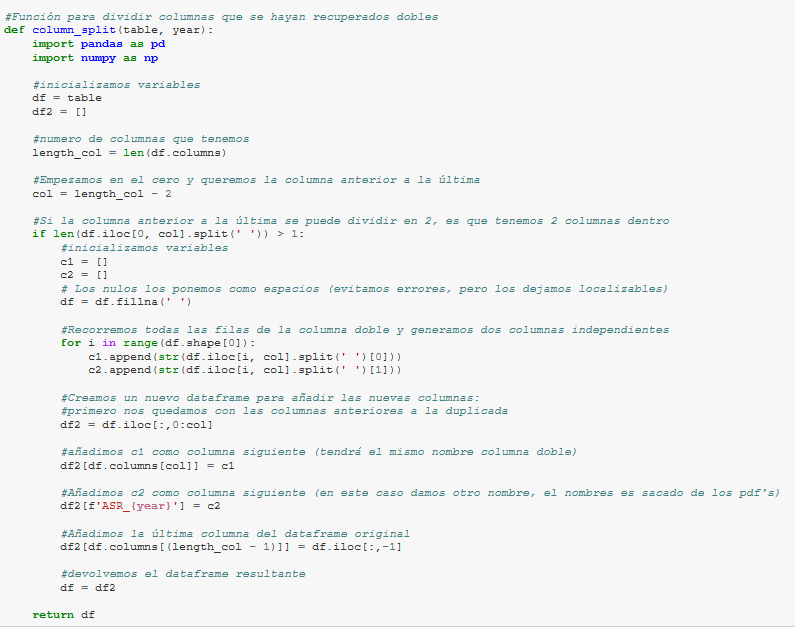 #Función para dividir columnas que se hayan recuperados dobles
def column_split(table, year):
    import pandas as pd
    import numpy as np

    #inicializamos variables
    df = table
    df2 = []

    #numero de columnas que tenemos
    length_col = len(df.columns)

    #Empezamos en el cero y queremos la columna anterior a la última
    col = length_col - 2

    #Si la columna anterior a la última se puede dividir en 2, es que tenemos 2 columnas dentro
    if len(df.iloc[0, col].split(' ')) > 1:
        #inicializamos variables
        c1 = []
        c2 = []
        # Los nulos los ponemos como espacios (evitamos errores, pero los dejamos localizables)
        df = df.fillna(' ')

        #Recorremos todas las filas de la columna doble y generamos dos columnas independientes
        for i in range(df.shape[0]):
            c1.append(str(df.iloc[i, col].split(' ')[0]))
            c2.append(str(df.iloc[i, col].split(' ')[1]))

        #Creamos un nuevo dataframe para añadir las nuevas columnas:
        #primero nos quedamos con las columnas anteriores a la duplicada
        df2 = df.iloc[:,0:col]

        #añadimos c1 como columna siguiente (tendrá el mismo nombre columna doble)
        df2[df.columns[col]] = c1

        #Añadimos c2 como columna siguiente (en este caso damos otro nombre, el nombres es sacado de los pdf's)
        df2[f'ASR_{year}'] = c2

        #Añadimos la última columna del dataframe original
        df2[df.columns[(length_col - 1)]] = df.iloc[:,-1]

        #devolvemos el dataframe resultante
        df = df2

    return df